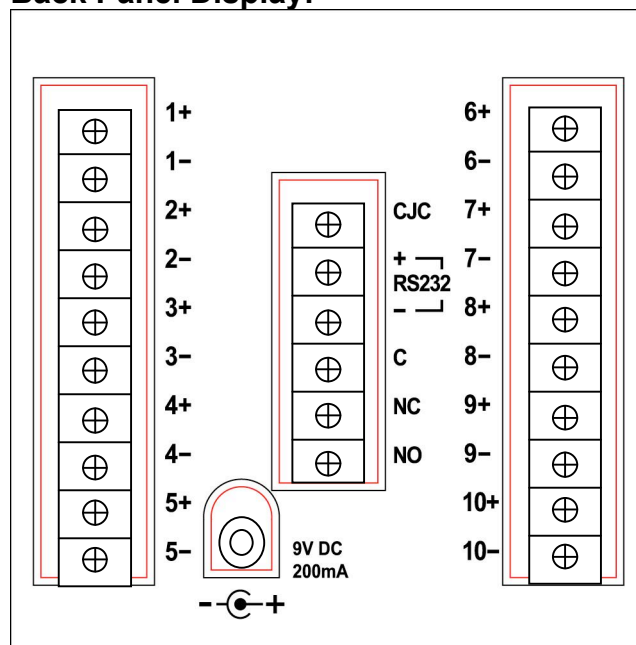 Back Panel Display:
1+
1−
2+
2−
3+
3−
4+
4−
5+
5−
CJC
+
RS232
−
C
NC
NO
9V DC
200mA
- +
6+
6−
7+
7−
8+
8−
9+
9−
10+
10−